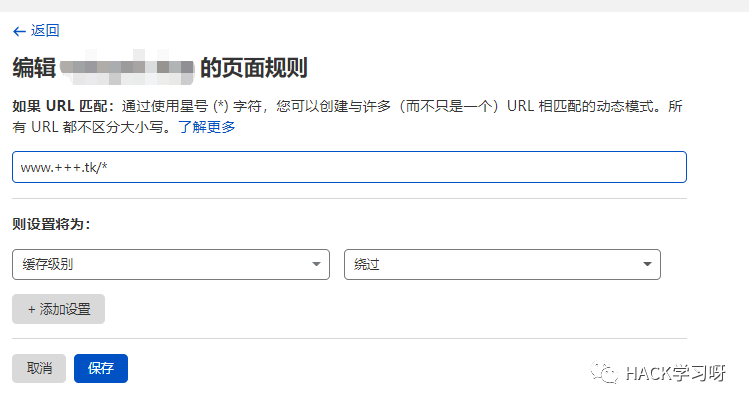 ← 返回
编辑 的页面规则
如果 URL 匹配：通过使用星号 (*) 字符，您可以创建与许多（而不只是一个）URL 相匹配的动态模式。所
有 URL 都不区分大小写。了解更多
www.+++.tk/*
则设置将为：
缓存级别 绕过
+ 添加设置
取消 保存
HACK学习呀